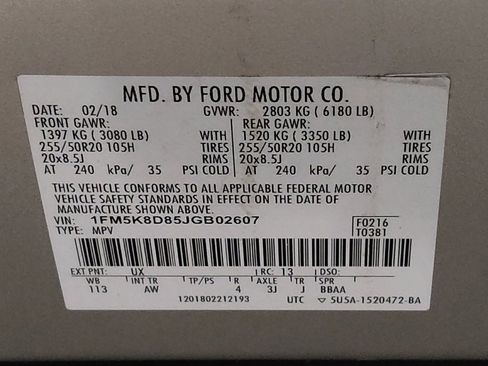 MFD. BY FORD MOTOR CO.
DATE: 02/18 GVWR: 2803 KG ( 6180 LB)
FRONT GAWR: REAR GAWR:
1397 KG ( 3080 LB) WITH 1520 KG ( 3350 LB) WITH
255/50R20 105H TIRES 255/50R20 105H TIRES
20x8.5J RIMS 20x8.5J RIMS
AT 240 kPa/ 35 PSI COLD AT 240 kPa/ 35 PSI COLD
THIS VEHICLE CONFORMS TO ALL APPLICABLE FEDERAL MOTOR
VEHICLE SAFETY STANDARDS IN EFFECT ON THE DATE OF
MANUFACTURE SHOWN ABOVE.
VIN: 1FM5K8D85JGB02607 F0216
TYPE: MPV T0381
EXT PNT: UX RC: 13 DSO:
WB INT TR TP/PS R AXLE TR SPR
113 AW 4 3J J BBAA
1201802212193 UTC ▽ 5U5A-1520472-BA